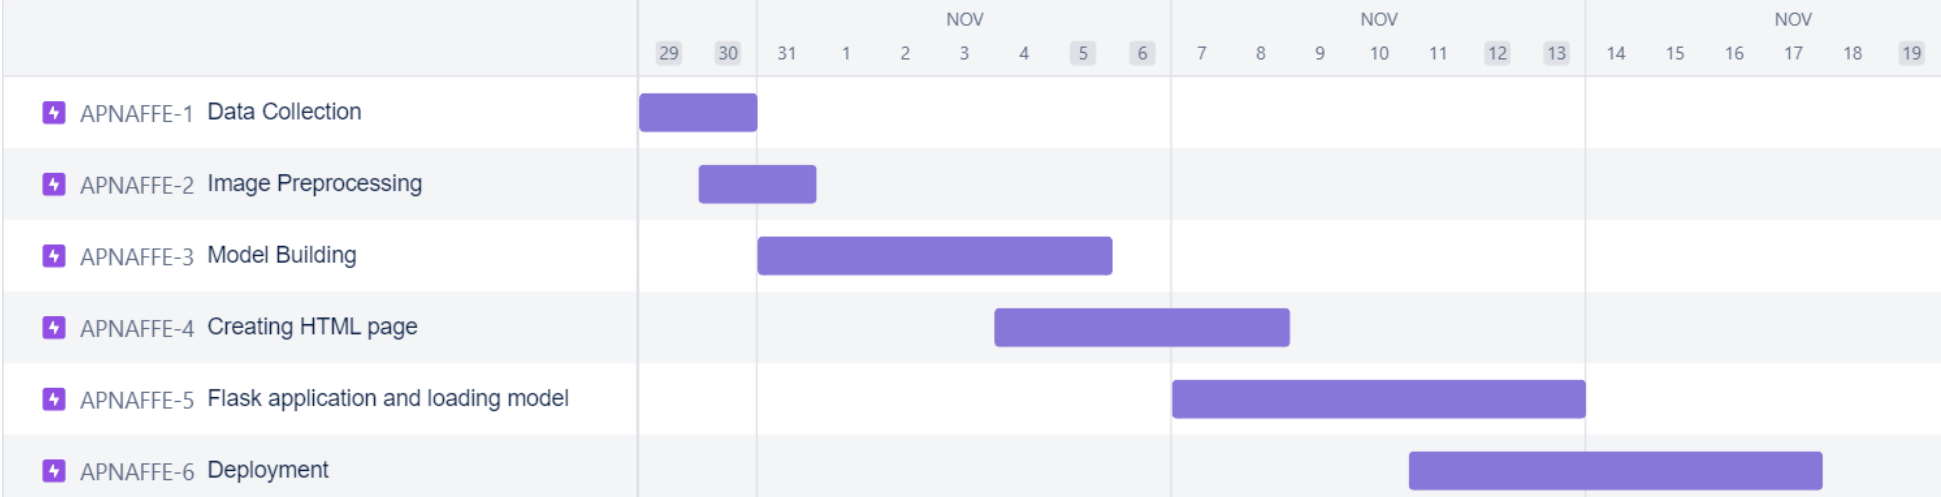 NOV NOV NOV
29 30 31 1 2 3 4 5 6 7 8 9 10 11 12 13 14 15 16 17 18 19
APNAFFE-1 Data Collection
APNAFFE-2 Image Preprocessing
APNAFFE-3 Model Building
APNAFFE-4 Creating HTML page
APNAFFE-5 Flask application and loading model
APNAFFE-6 Deployment